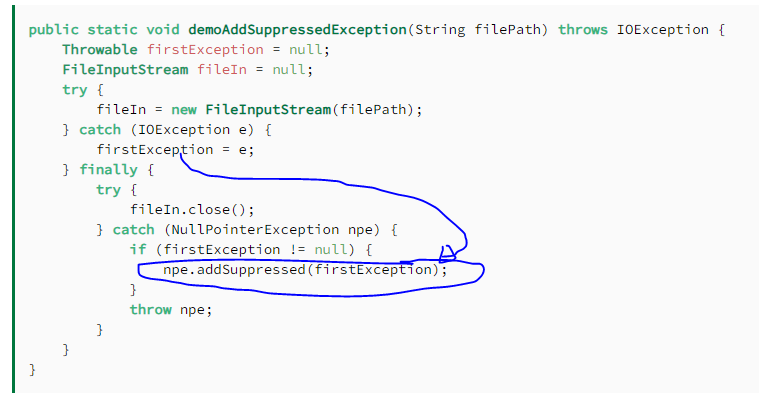 public static void demoAddSuppressedException(String filePath) throws IOException {
    Throwable firstException = null;
    FileInputStream fileIn = null;
    try {
        fileIn = new FileInputStream(filePath);
    } catch (IOException e) {
        firstException = e;
    } finally {
        try {
            fileIn.close();
        } catch (NullPointerException npe) {
            if (firstException != null) {
                npe.addSuppressed(firstException);
            }
            throw npe;
        }
    }
}